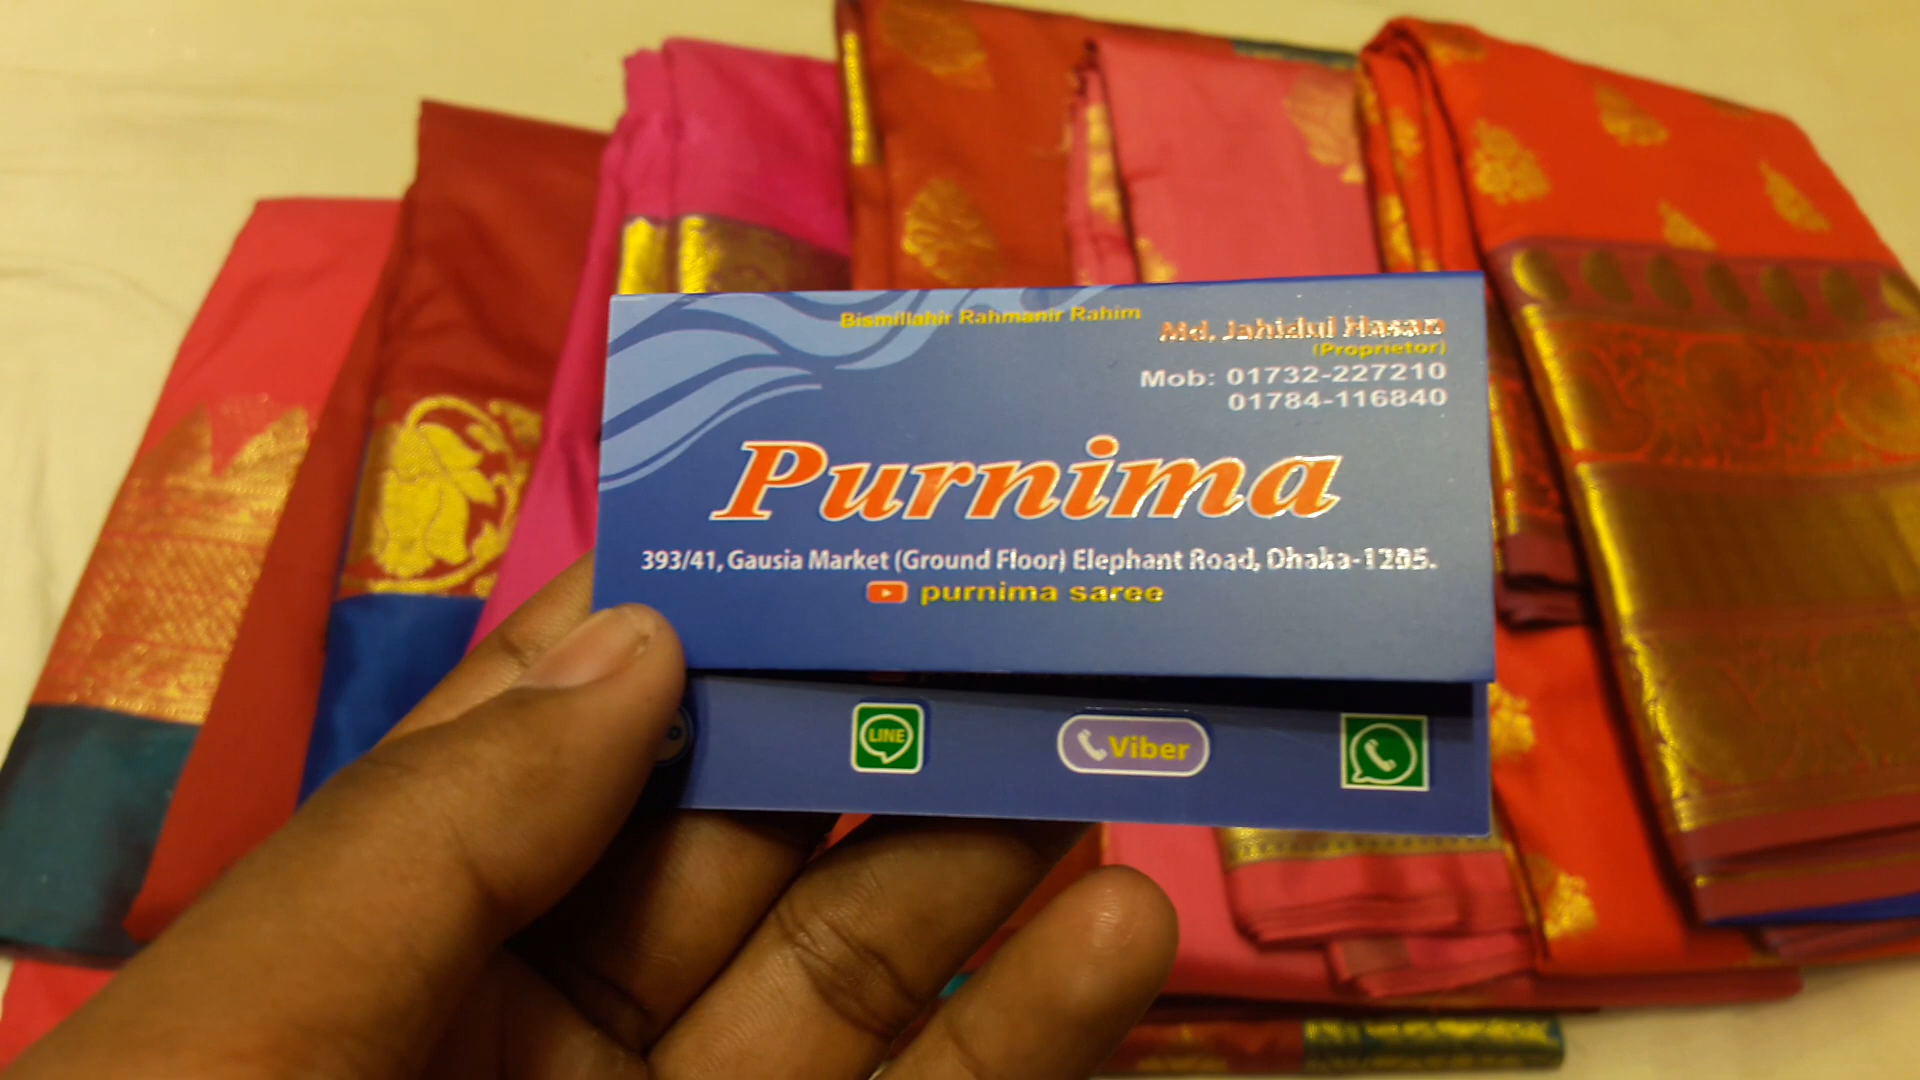 Bismillahir Rahmanir Rahim
Md. Jahidul Hasan
(Proprietor)
Mob: 01732-227210
01784-116840
Purnima
393/41, Gausia Market (Ground Floor) Elephant Road, Dhaka-1205.
purnima saree
LINE
Viber